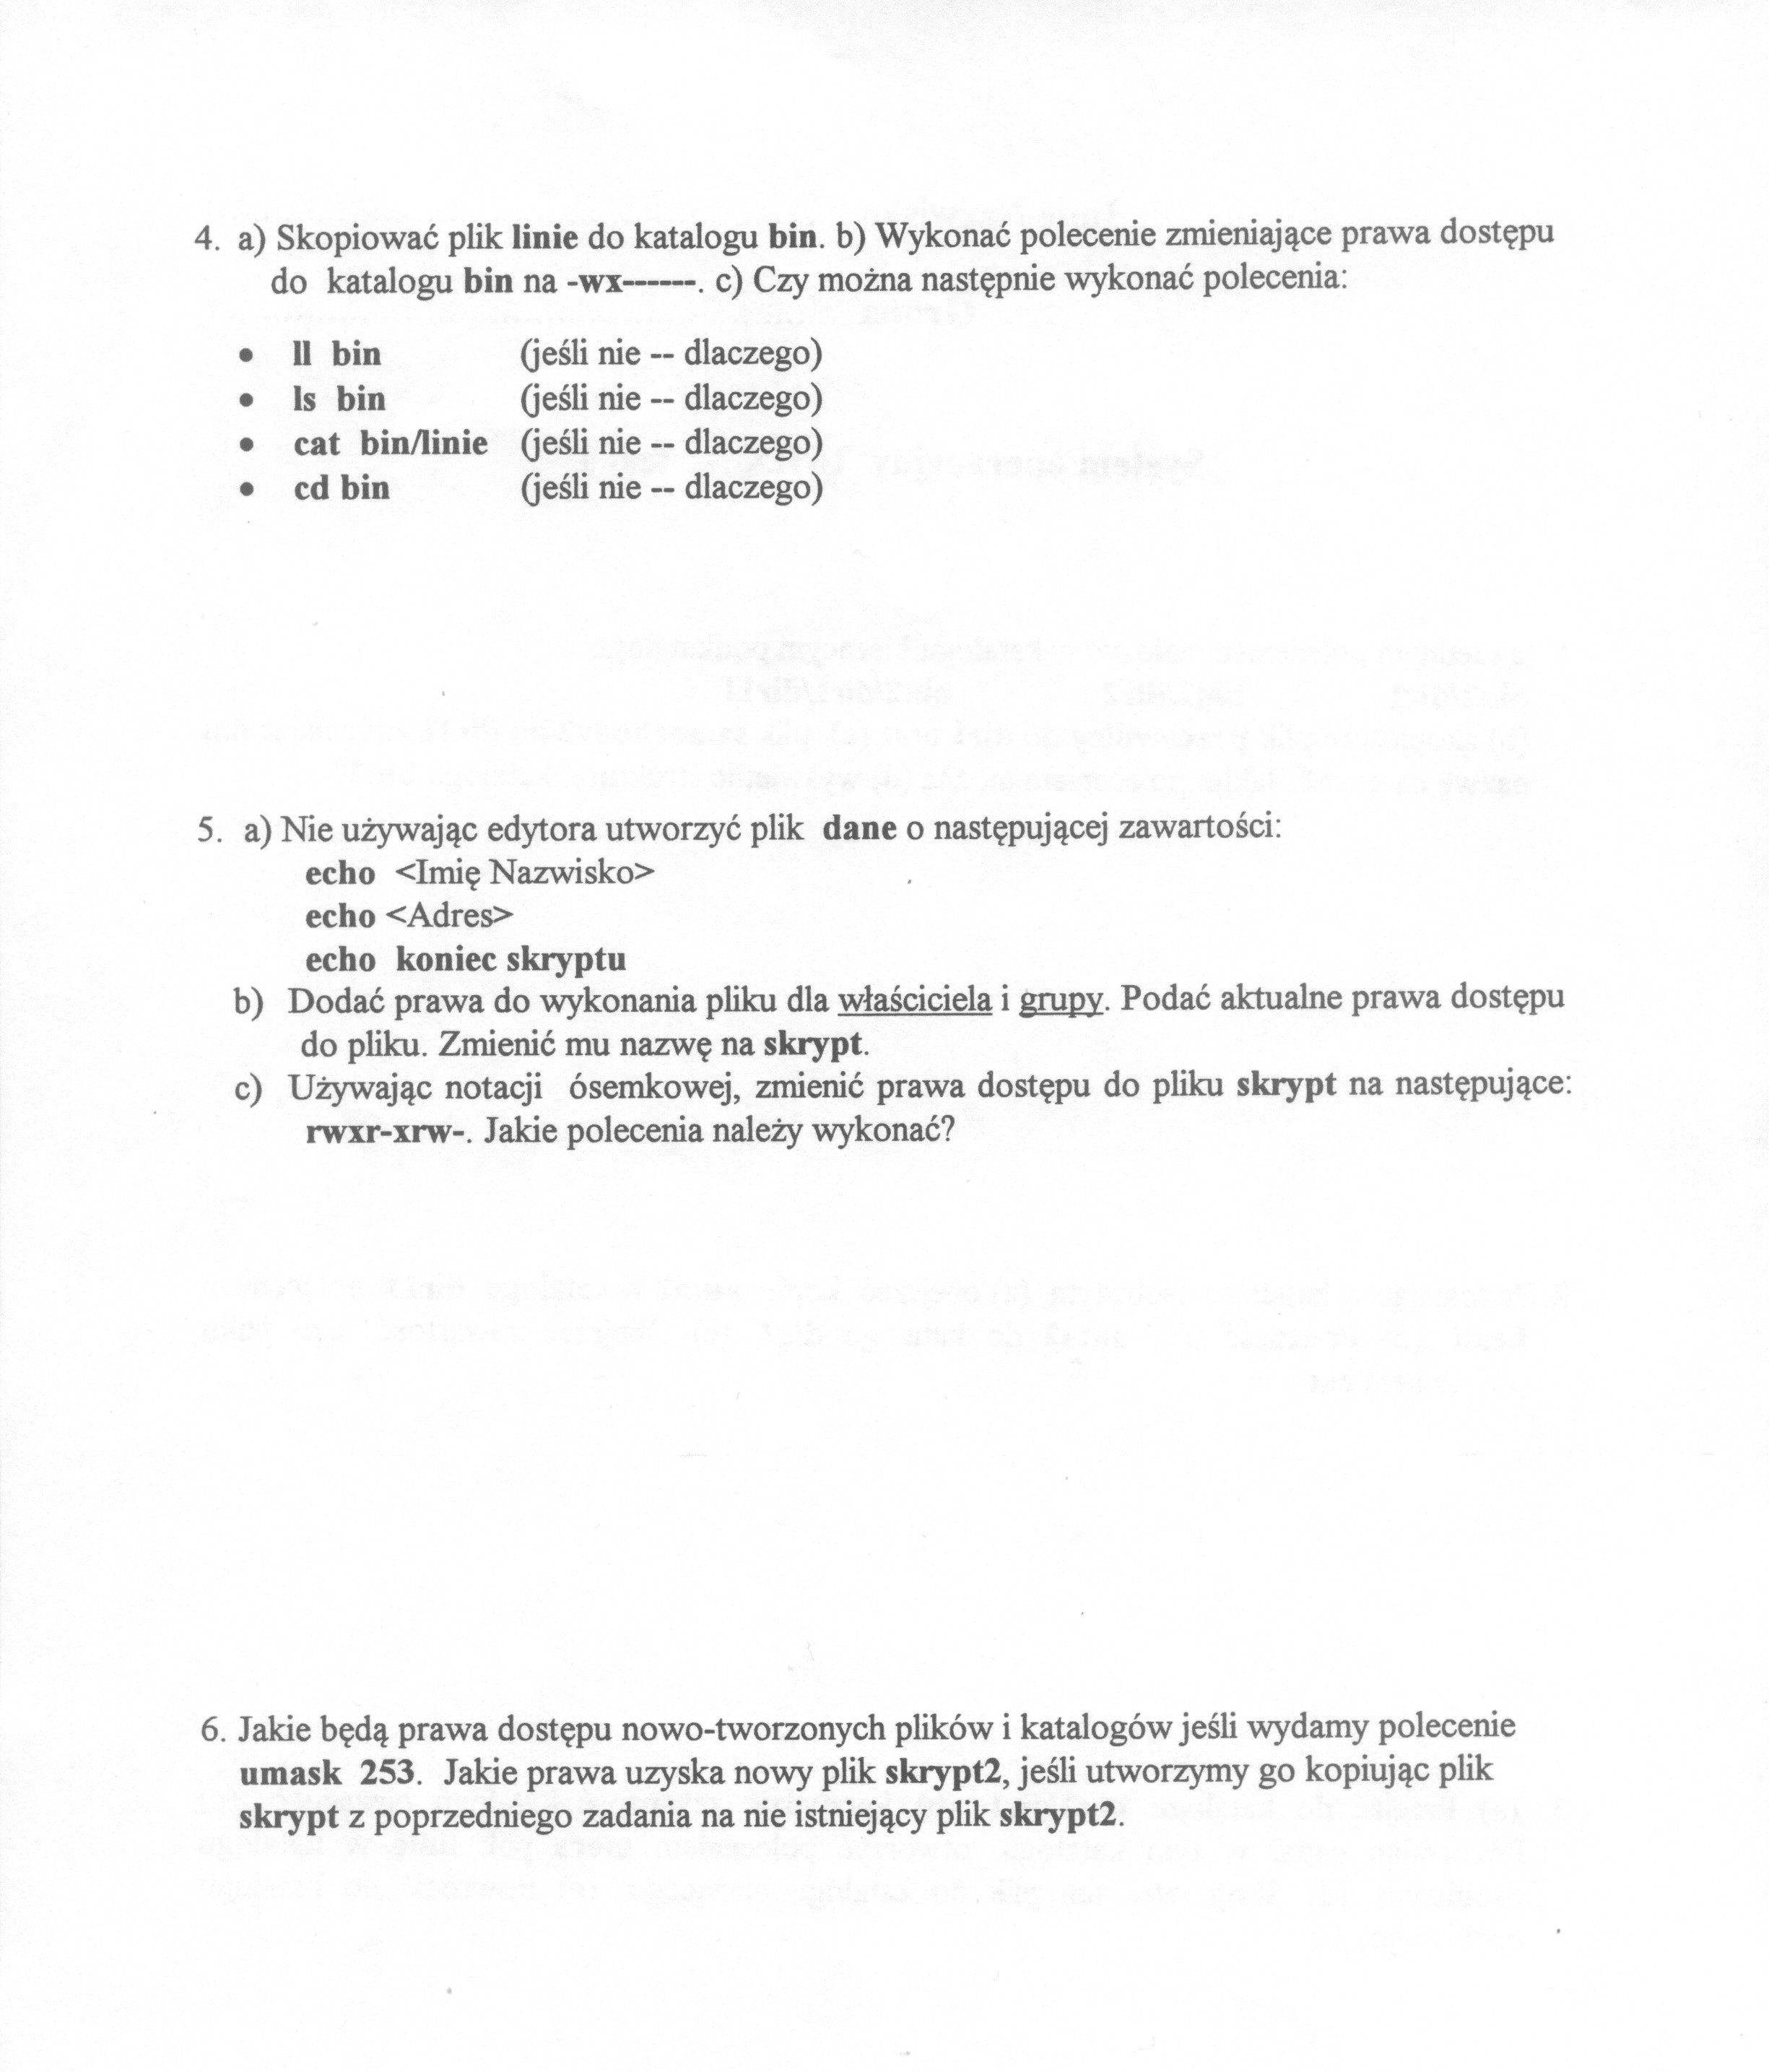 4. a) Skopiować plik linie do katalogu bin. b) Wykonać polecenie zmieniające prawa dostępu
do katalogu bin na -wx------. c) Czy można następnie wykonać polecenia:
• ll bin (jeśli nie -- dlaczego)
• ls bin (jeśli nie -- dlaczego)
• cat bin/linie (jeśli nie -- dlaczego)
• cd bin (jeśli nie -- dlaczego)
5. a) Nie używając edytora utworzyć plik dane o następującej zawartości:
echo <Imię Nazwisko>
echo <Adres>
echo koniec skryptu
b) Dodać prawa do wykonania pliku dla właściciela i grupy. Podać aktualne prawa dostępu
do pliku. Zmienić mu nazwę na skrypt.
c) Używając notacji ósemkowej, zmienić prawa dostępu do pliku skrypt na następujące:
rwxr-xrw-. Jakie polecenia należy wykonać?
6. Jakie będą prawa dostępu nowo-tworzonych plików i katalogów jeśli wydamy polecenie
umask 253. Jakie prawa uzyska nowy plik skrypt2, jeśli utworzymy go kopiując plik
skrypt z poprzedniego zadania na nie istniejący plik skrypt2.